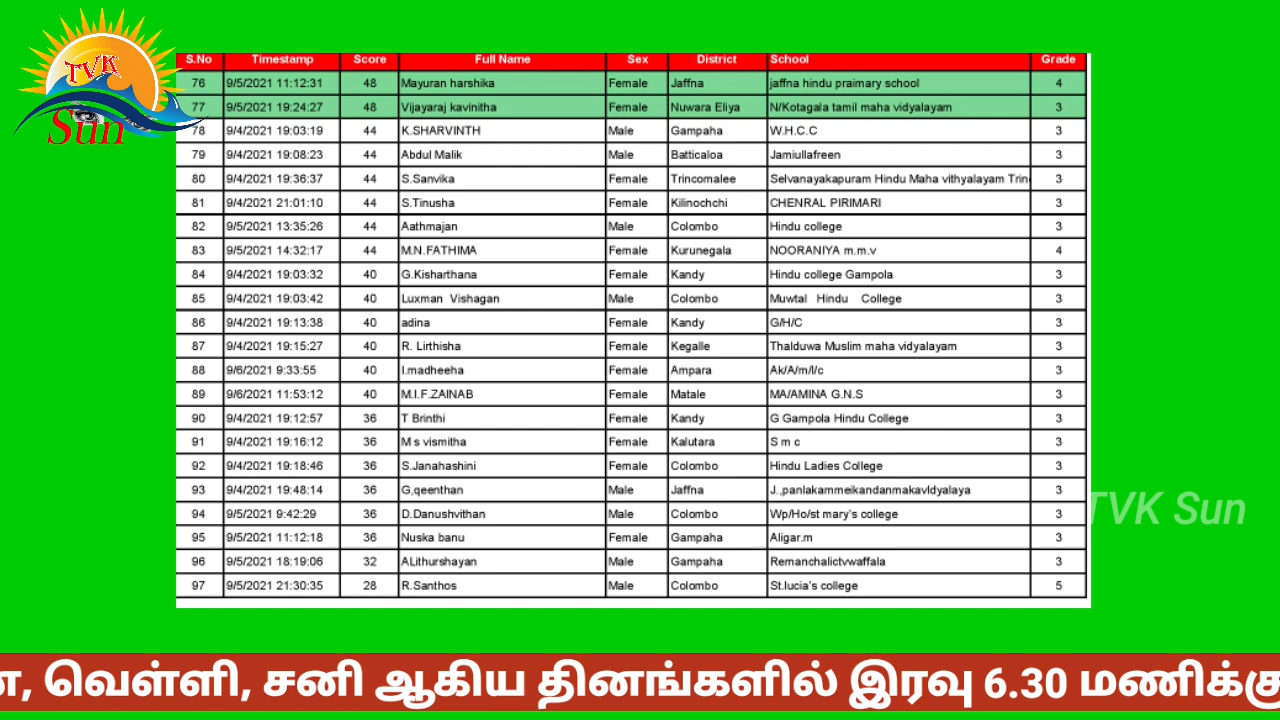 TVK
Sun
S.No Timestamp Score Full Name Sex District School Grade
76 9/5/2021 11:12:31 48 Mayuran harshika Female Jaffna jaffna hindu praimary school 4
77 9/5/2021 19:24:27 48 Vijayaraj kavinitha Female Nuwara Eliya N/Kotagala tamil maha vidyalayam 3
78 9/4/2021 19:03:19 44 K.SHARVINTH Male Gampaha W.H.C.C 3
79 9/4/2021 19:08:23 44 Abdul Malik Male Batticaloa Jamiullafreen 3
80 9/4/2021 19:36:37 44 S.Sanvika Female Trincomalee Selvanayakapuram Hindu Maha vithyalayam Trin 3
81 9/4/2021 21:01:10 44 S.Tinusha Female Kilinochchi CHENRAL PIRIMARI 3
82 9/5/2021 13:35:26 44 Aathmajan Male Colombo Hindu college 3
83 9/5/2021 14:32:17 44 M.N.FATHIMA Female Kurunegala NOORANIYA m.m.v 4
84 9/4/2021 19:03:32 40 G.Kisharthana Female Kandy Hindu college Gampola 3
85 9/4/2021 19:03:42 40 Luxman Vishagan Male Colombo Muwtal Hindu College 3
86 9/4/2021 19:13:38 40 adina Female Kandy G/H/C 3
87 9/4/2021 19:15:27 40 R. Lirthisha Female Kegalle Thalduwa Muslim maha vidyalayam 3
88 9/6/2021 9:33:55 40 I.madheeha Female Ampara Ak/A/m/l/c 3
89 9/6/2021 11:53:12 40 M.I.F.ZAINAB Female Matale MA/AMINA G.N.S 3
90 9/4/2021 19:12:57 36 T Brinthi Female Kandy G Gampola Hindu College 3
91 9/4/2021 19:16:12 36 M s vismitha Female Kalutara S m c 3
92 9/4/2021 19:18:46 36 S.Janahashini Female Colombo Hindu Ladies College 3
93 9/4/2021 19:48:14 36 G,qeenthan Male Jaffna J.,panlakammeikandanmakavldyalaya 3
94 9/5/2021 9:42:29 36 D.Danushvithan Male Colombo Wp/Ho/st mary's college 3
95 9/5/2021 11:12:18 36 Nuska banu Female Gampaha Aligar.m 3
96 9/5/2021 18:19:06 32 ALithurshayan Male Gampaha Remanchalictvwaffala 3
97 9/5/2021 21:30:35 28 R.Santhos Male Colombo St.lucia's college 5
TVK Sun
, வெள்ளி, சனி ஆகிய தினங்களில் இரவு 6.30 மணிக்கு